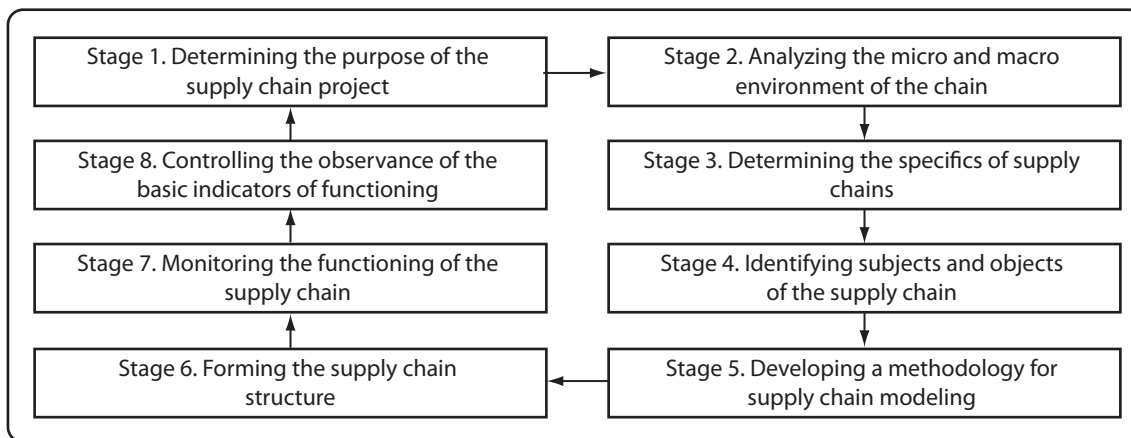 Stage 1. Determining the purpose of the
supply chain project
Stage 2. Analyzing the micro and macro
environment of the chain
Stage 3. Determining the specifics of supply
chains
Stage 4. Identifying subjects and objects
of the supply chain
Stage 5. Developing a methodology for
supply chain modeling
Stage 6. Forming the supply chain
structure
Stage 7. Monitoring the functioning of the
supply chain
Stage 8. Controlling the observance of the
basic indicators of functioning